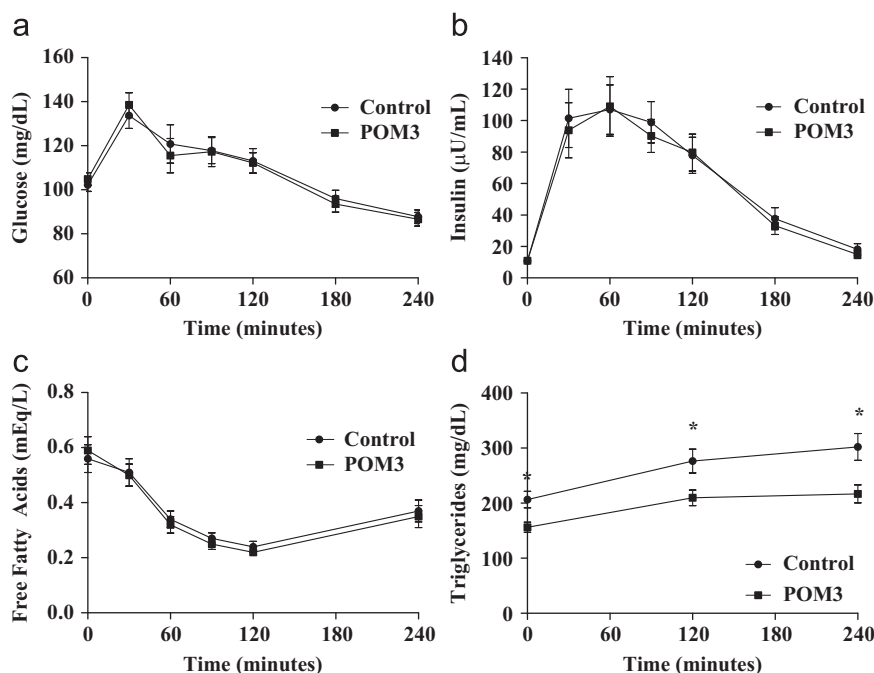 a
160
140
120
100
80
60
Glucose (mg/dL)
Control
POM3
0 60 120 180 240
Time (minutes)
b
140
120
100
80
60
40
20
0
Insulin (μU/mL)
Control
POM3
0 60 120 180 240
Time (minutes)
c
0.8
0.6
0.4
0.2
0.0
Free Fatty Acids (mEq/L)
Control
POM3
0 60 120 180 240
Time (minutes)
d
400
300
200
100
0
Triglycerides (mg/dL)
* * *
Control
POM3
0 60 120 180 240
Time (minutes)